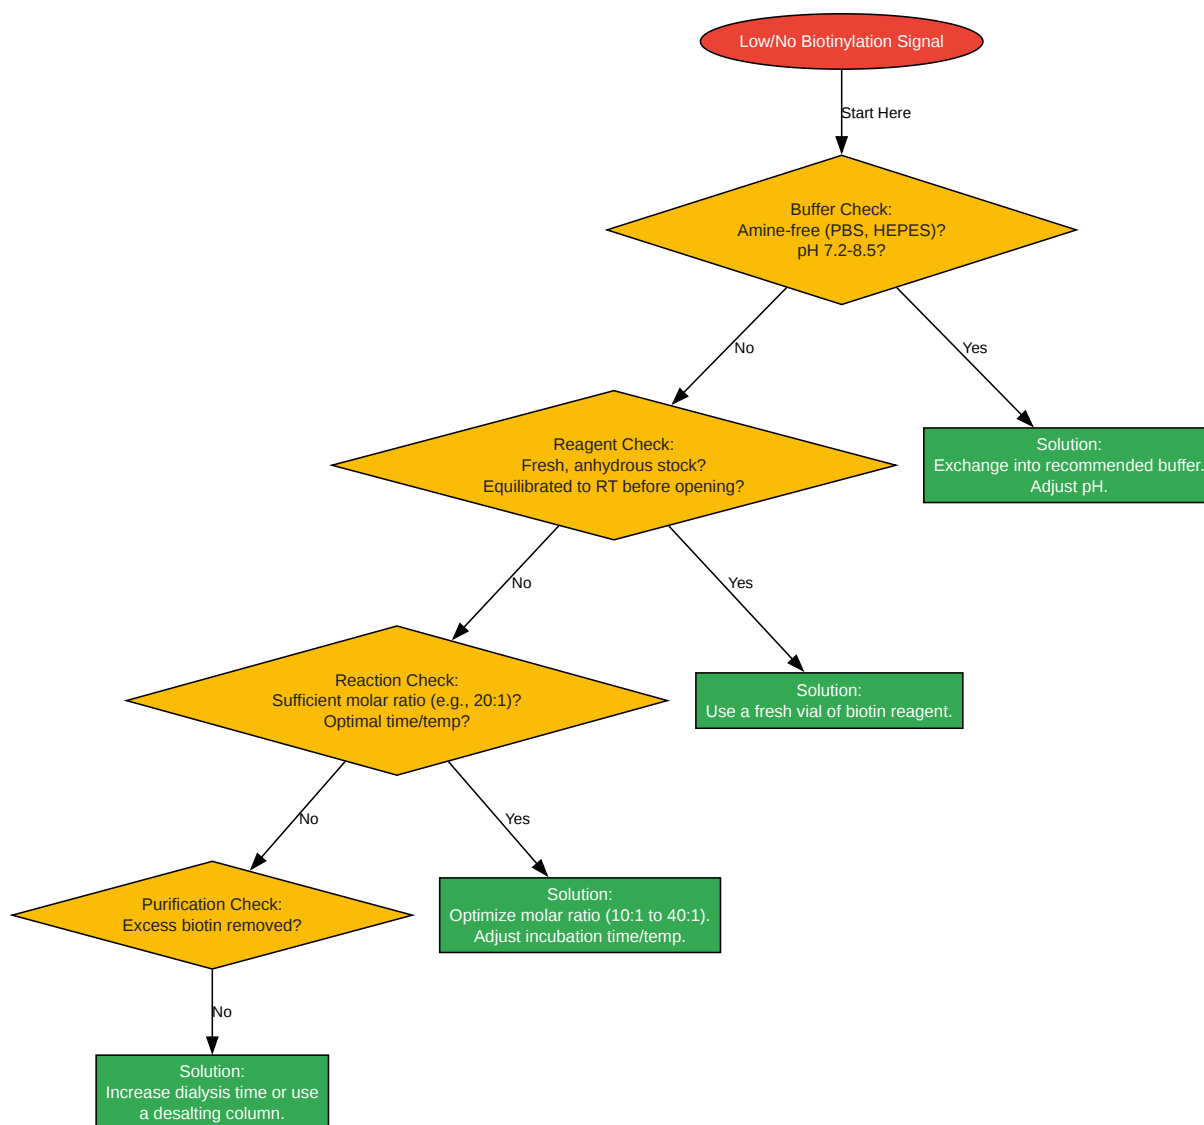 Low/No Biotinylation Signal
Start Here
Buffer Check:
Amine-free (PBS, HEPES)?
pH 7.2-8.5?
No
Yes
Reagent Check:
Fresh, anhydrous stock?
Equilibrated to RT before opening?
Solution:
Exchange into recommended buffer.
Adjust pH.
No
Yes
Reaction Check:
Sufficient molar ratio (e.g., 20:1)?
Optimal time/temp?
Solution:
Use a fresh vial of biotin reagent.
No
Yes
Purification Check:
Excess biotin removed?
Solution:
Optimize molar ratio (10:1 to 40:1).
Adjust incubation time/temp.
No
Solution:
Increase dialysis time or use
a desalting column.